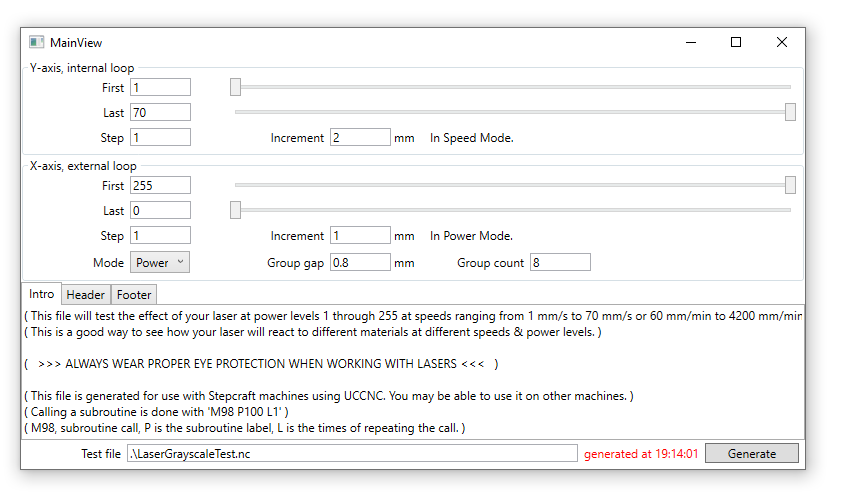 MainView
Y-axis, internal loop
First 1
Last 70
Step 1 Increment 2 mm In Speed Mode.
X-axis, external loop
First 255
Last 0
Step 1 Increment 1 mm In Power Mode.
Mode Power Group gap 0.8 mm Group count 8
Intro Header Footer
( This file will test the effect of your laser at power levels 1 through 255 at speeds ranging from 1 mm/s to 70 mm/s or 60 mm/min to 4200 mm/min
( This is a good way to see how your laser will react to different materials at different speeds & power levels. )
( >>> ALWAYS WEAR PROPER EYE PROTECTION WHEN WORKING WITH LASERS <<< )
( This file is generated for use with Stepcraft machines using UCCNC. You may be able to use it on other machines. )
( Calling a subroutine is done with 'M98 P100 L1' )
( M98, subroutine call, P is the subroutine label, L is the times of repeating the call. )
Test file .\LaserGrayscaleTest.nc generated at 19:14:01 Generate